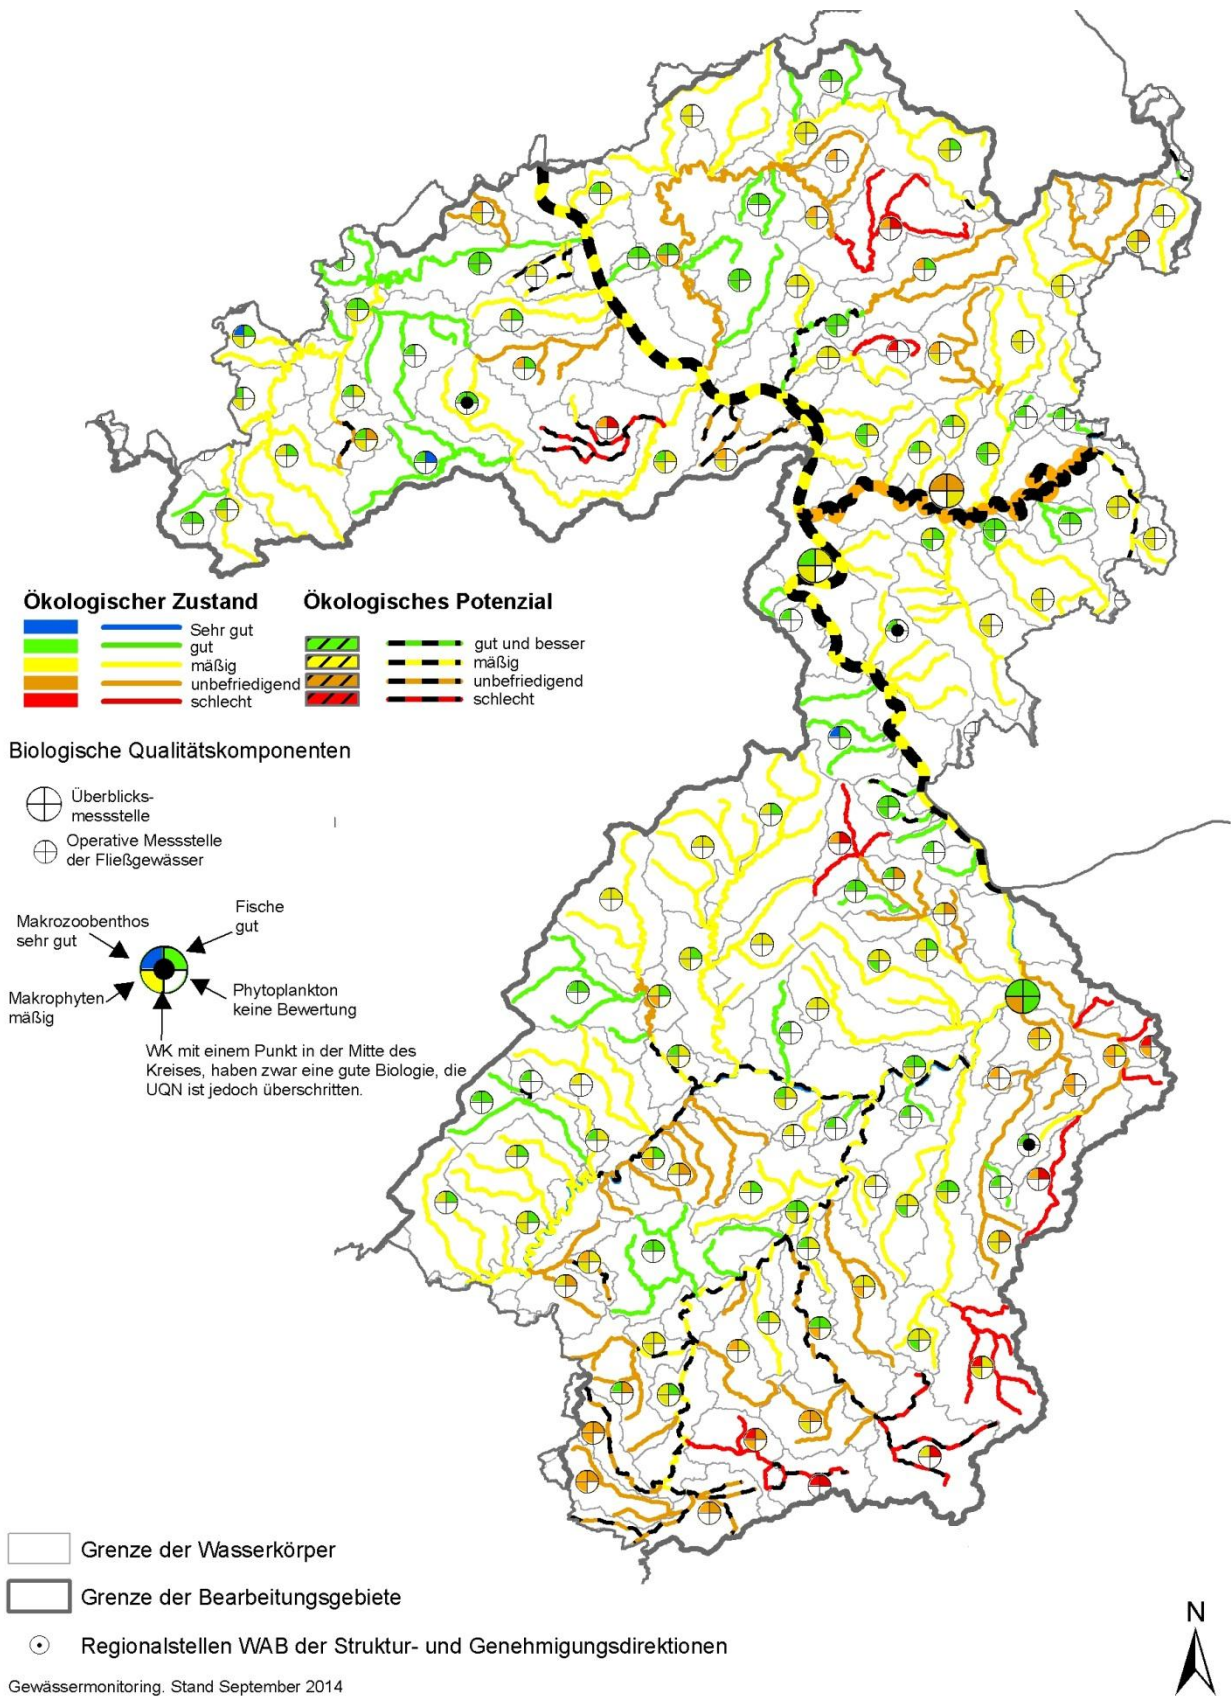 Ökologischer Zustand
Ökologisches Potenzial
Sehr gut
gut
mäßig
unbefriedigend
schlecht
gut und besser
mäßig
unbefriedigend
schlecht
Biologische Qualitätskomponenten
Überblicks-
messstelle
Operative Messstelle
der Fließgewässer
Makrozoobenthos
sehr gut
Fische
gut
Makrophyten
mäßig
Phytoplankton
keine Bewertung
WK mit einem Punkt in der Mitte des
Kreises, haben zwar eine gute Biologie, die
UQN ist jedoch überschritten.
Grenze der Wasserkörper
Grenze der Bearbeitungsgebiete
Regionalstellen WAB der Struktur- und Genehmigungsdirektionen
Gewässermonitoring. Stand September 2014
N